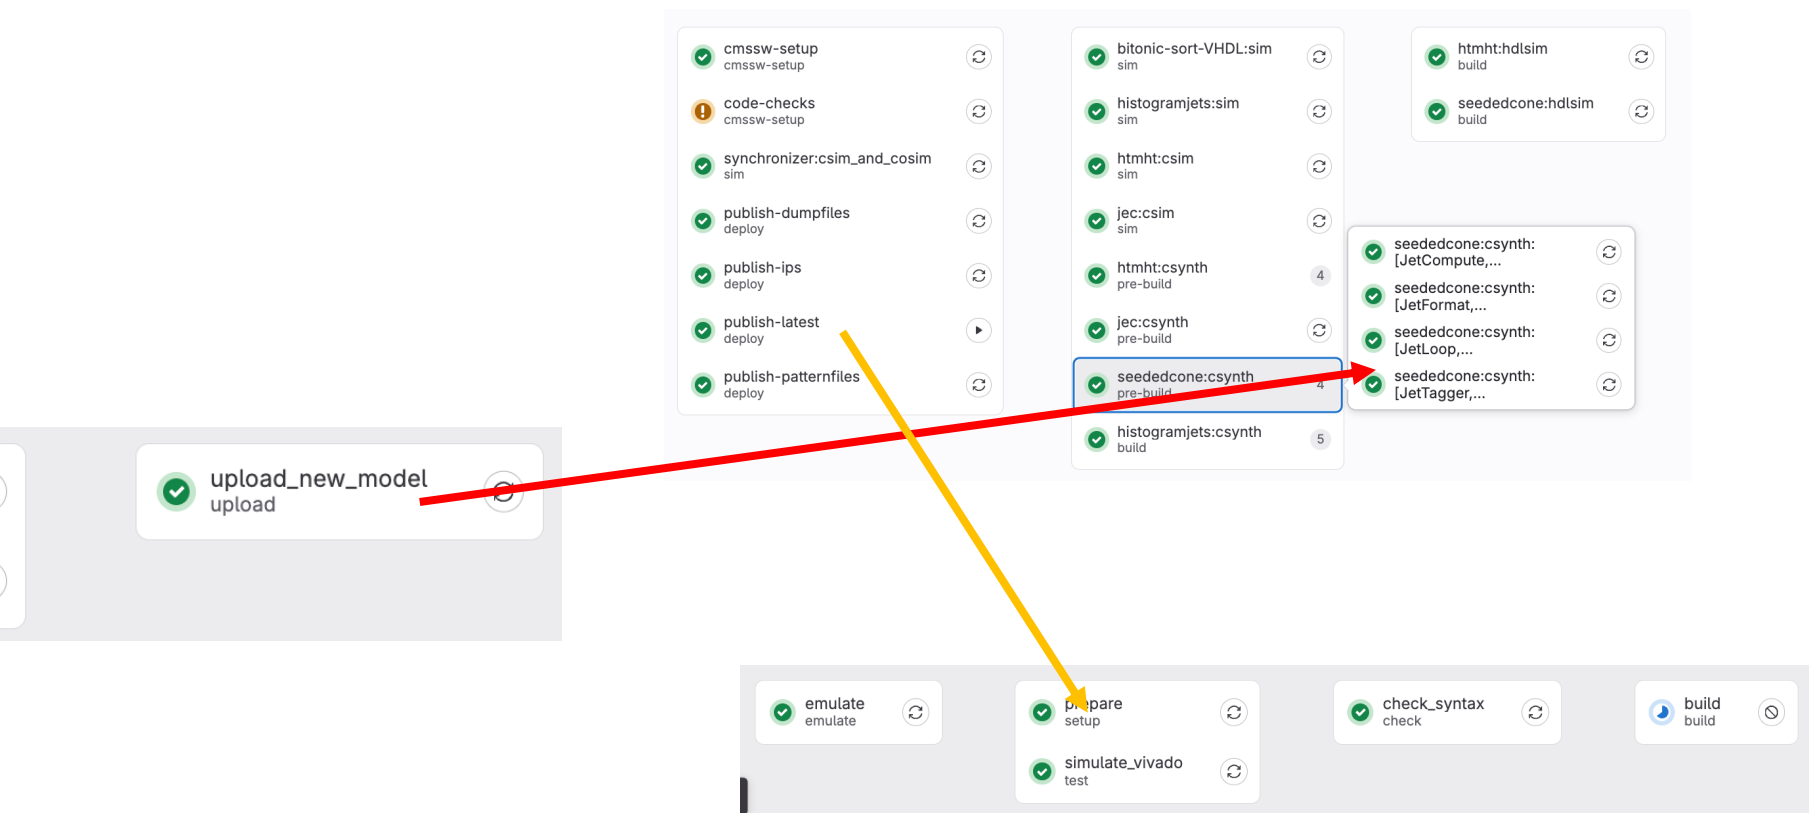 cmssw-setup
cmssw-setup
code-checks
cmssw-setup
synchronizer:csim_and_cosim
sim
publish-dumpfiles
deploy
publish-ips
deploy
publish-latest
deploy
publish-patternfiles
deploy
bitonic-sort-VHDL:sim
sim
histogramjets:sim
sim
htmht:csim
sim
jec:csim
sim
htmht:csynth
pre-build
4
jec:csynth
pre-build
seededcone:csynth
pre-build
4
histogramjets:csynth
build
5
htmht:hdlsim
build
seededcone:hdlsim
build
seededcone:csynth:
[JetCompute,...
seededcone:csynth:
[JetFormat,...
seededcone:csynth:
[JetLoop,...
seededcone:csynth:
[JetTagger,...
upload_new_model
upload
emulate
emulate
prepare
setup
simulate_vivado
test
check_syntax
check
build
build